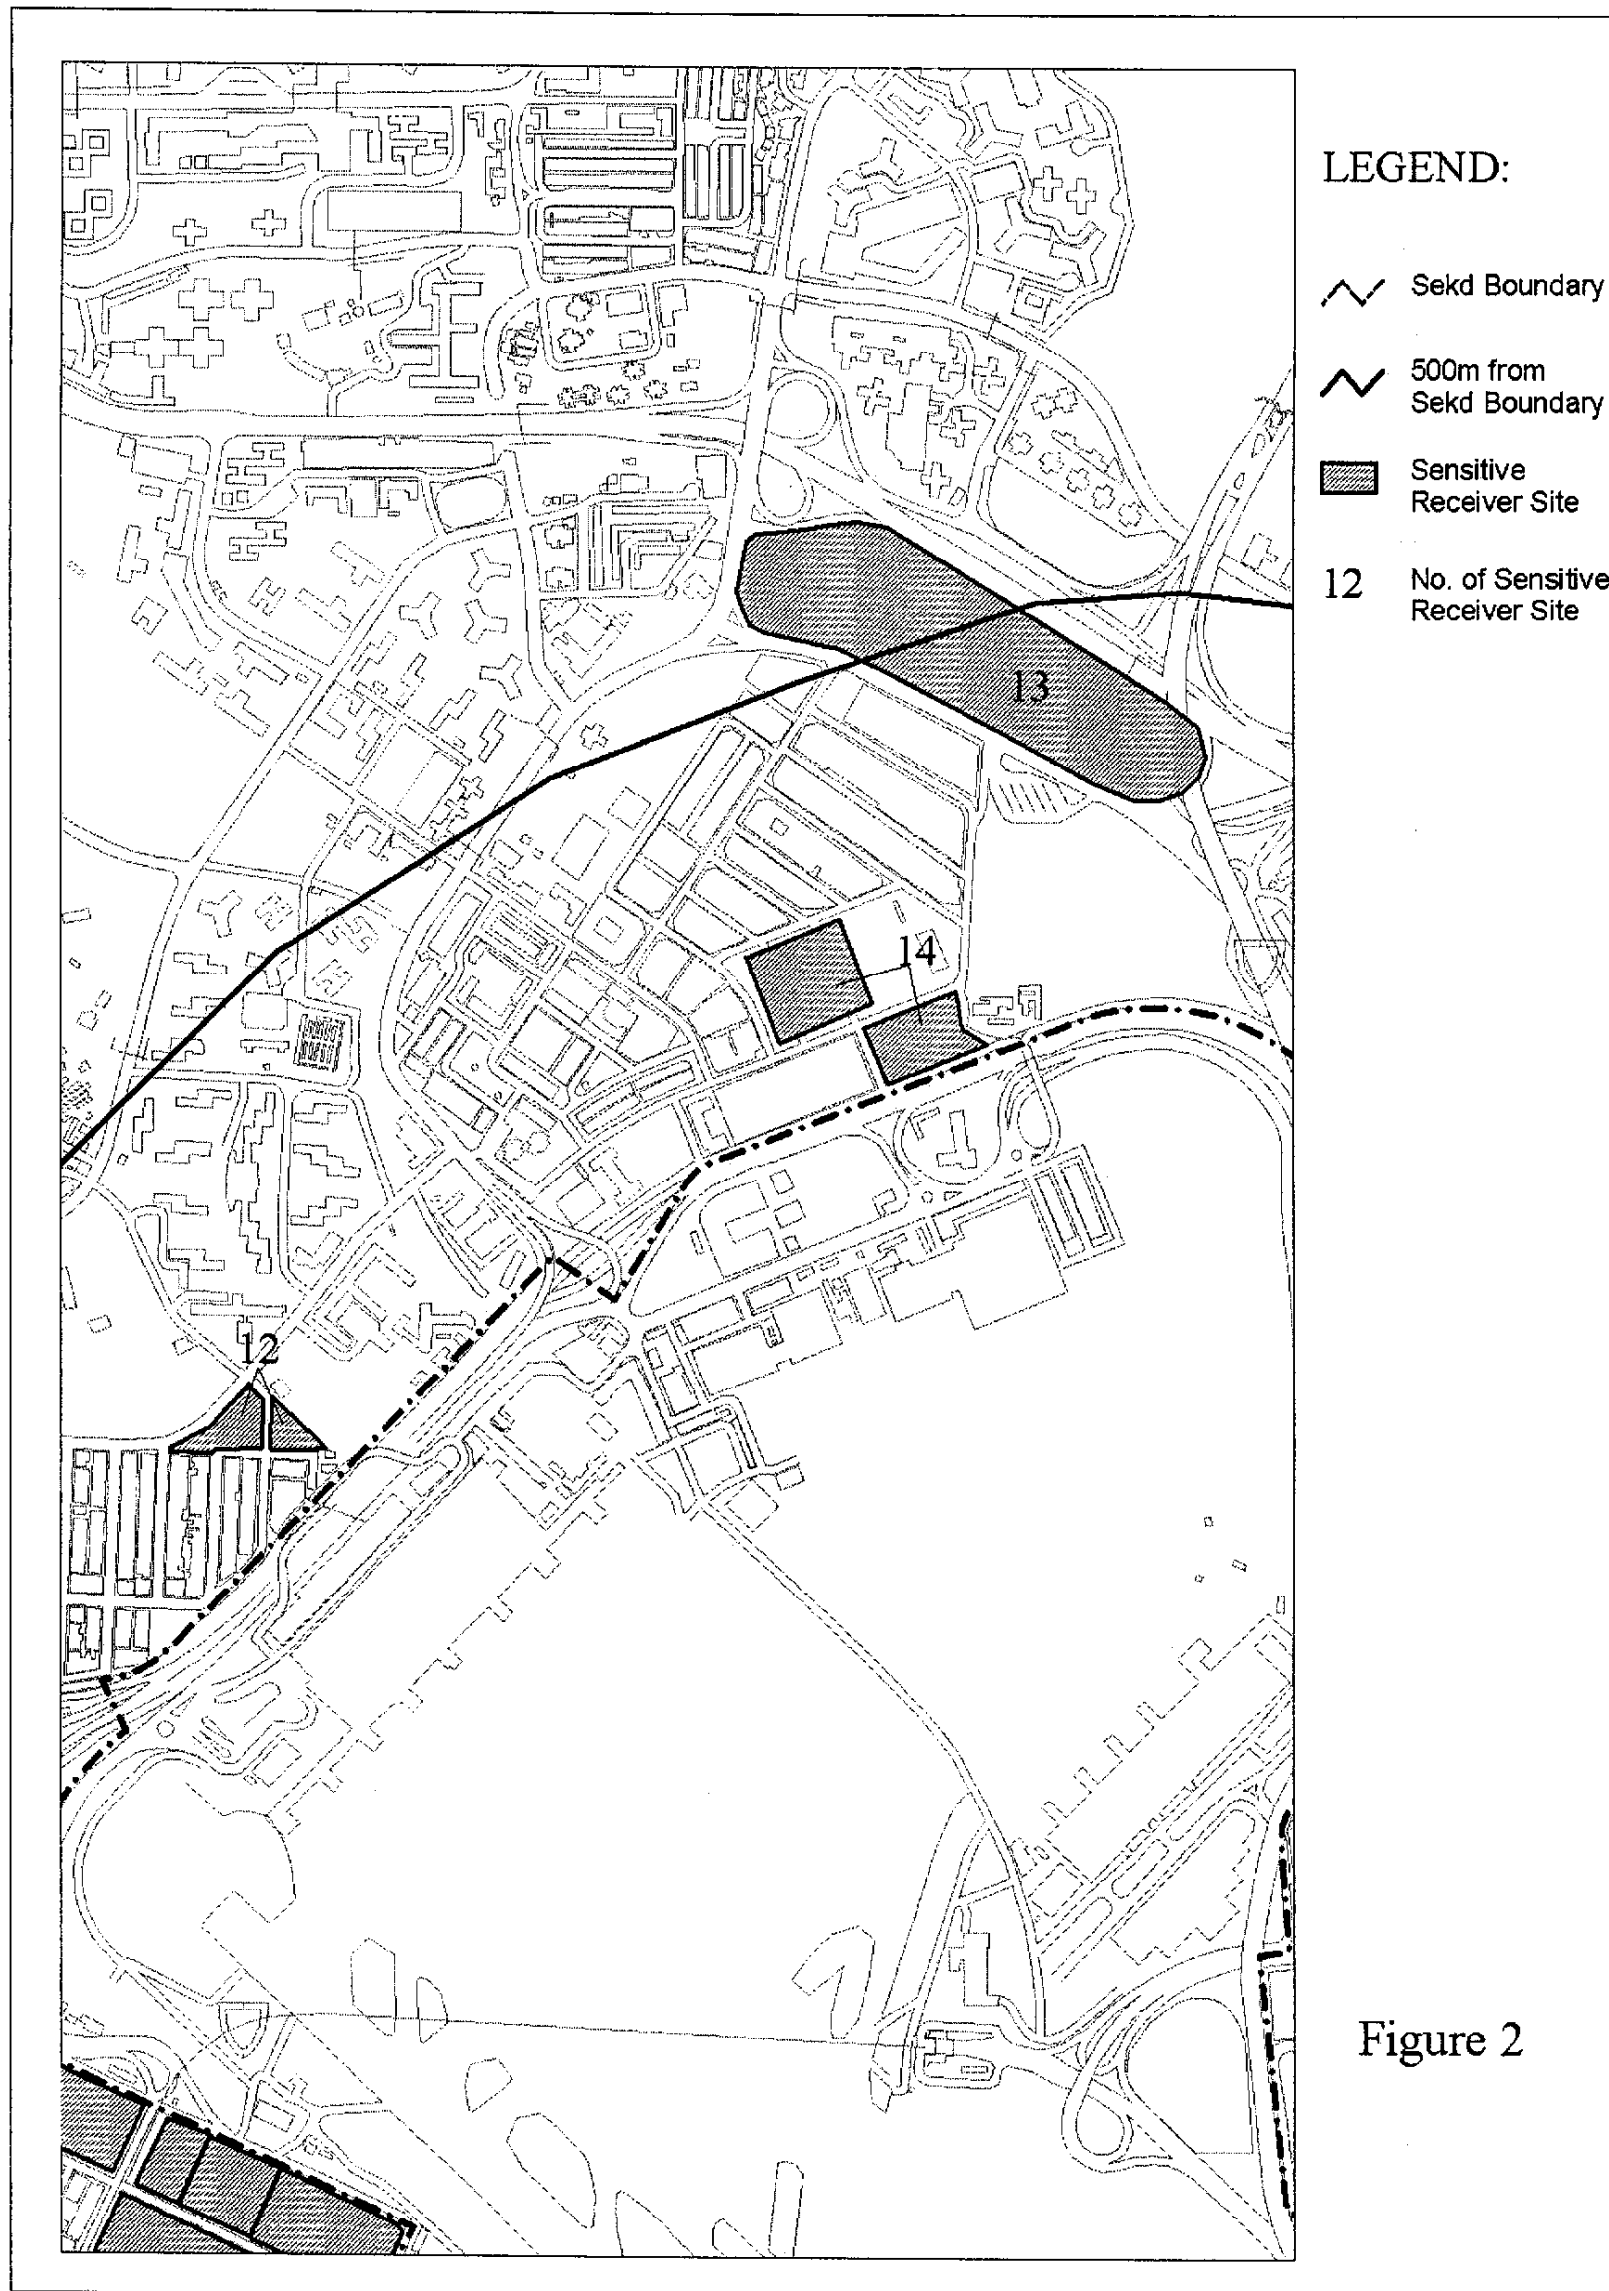 LEGEND:
Sekd Boundary
500m from
Sekd Boundary
Sensitive
Receiver Site
12
No. of Sensitive
Receiver Site
13
14
12
Figure 2